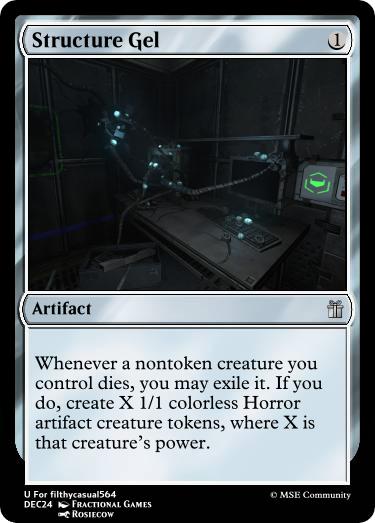 Structure Gel 1
Artifact
Whenever a nontoken creature you
control dies, you may exile it. If you
do, create X 1/1 colorless Horror
artifact creature tokens, where X is
that creature's power.
U For filthycasual564
DEC24 Fractional Games © MSE Community
Rosiecow